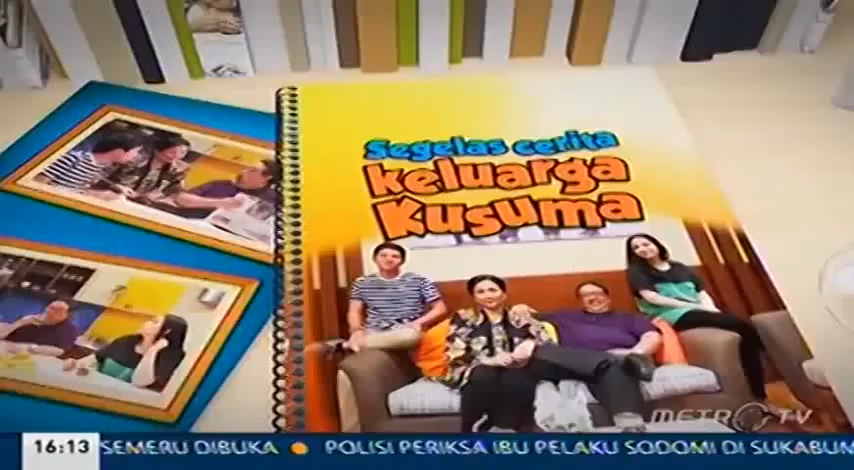 Segelas cerita
keluarga
Kusuma
METRO TV
16:13
SEMERU DIBUKA
POLISI PERIKSA IBU PELAKU SODOMI DI SUKABUM